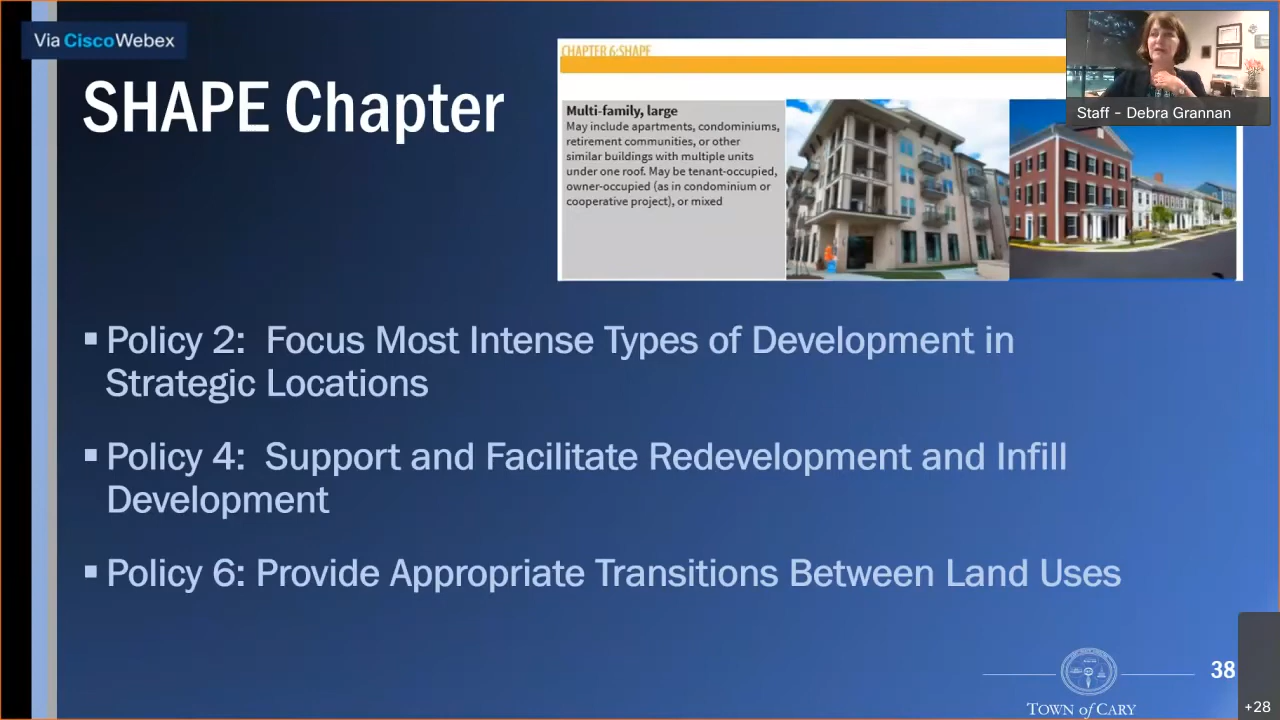 Via CiscoWebex
SHAPE Chapter
CHAPTER 6:SHAPE
Multi-family, large
May include apartments, condominiums,
retirement communities, or other
similar buildings with multiple units
under one roof. May be tenant-occupied,
owner-occupied (as in condominium or
cooperative project), or mixed
Staff - Debra Grannan
▪ Policy 2: Focus Most Intense Types of Development in
Strategic Locations
▪ Policy 4: Support and Facilitate Redevelopment and Infill
Development
▪ Policy 6: Provide Appropriate Transitions Between Land Uses
38
TOWN of CARY
+28